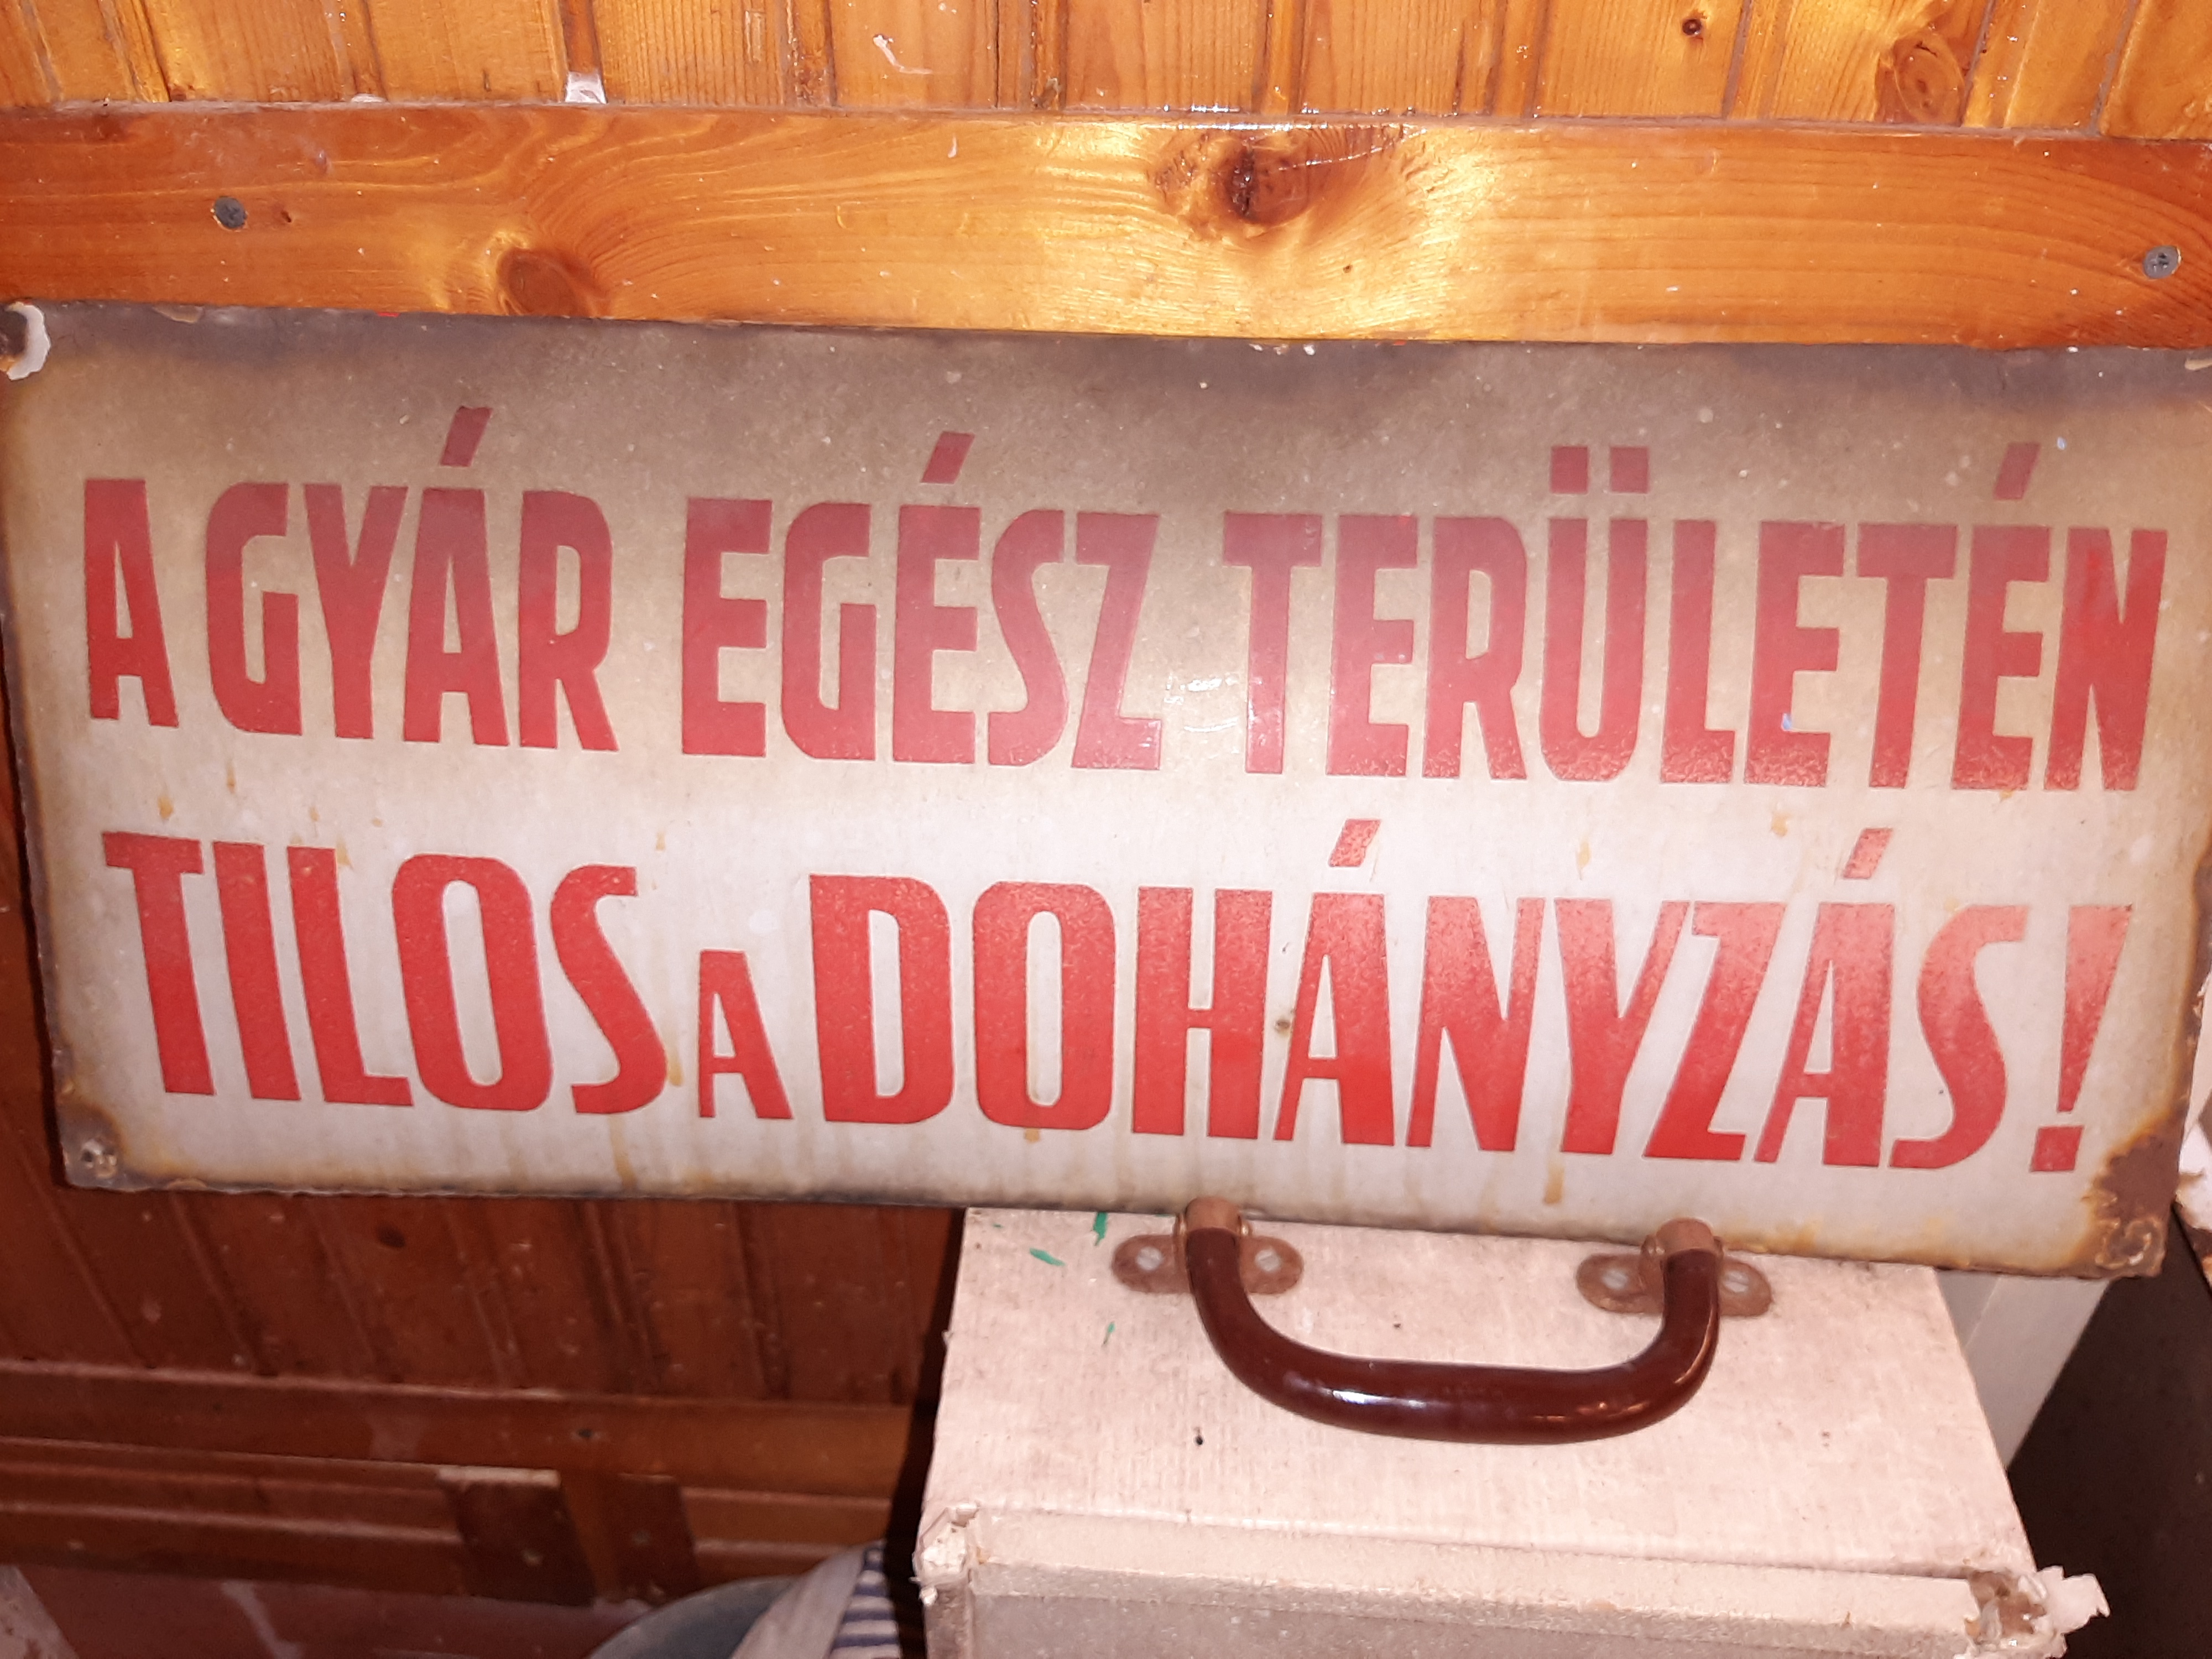 A GYÁR EGÉSZ TERÜLETÉN
TILOS A DOHÁNYZÁS!